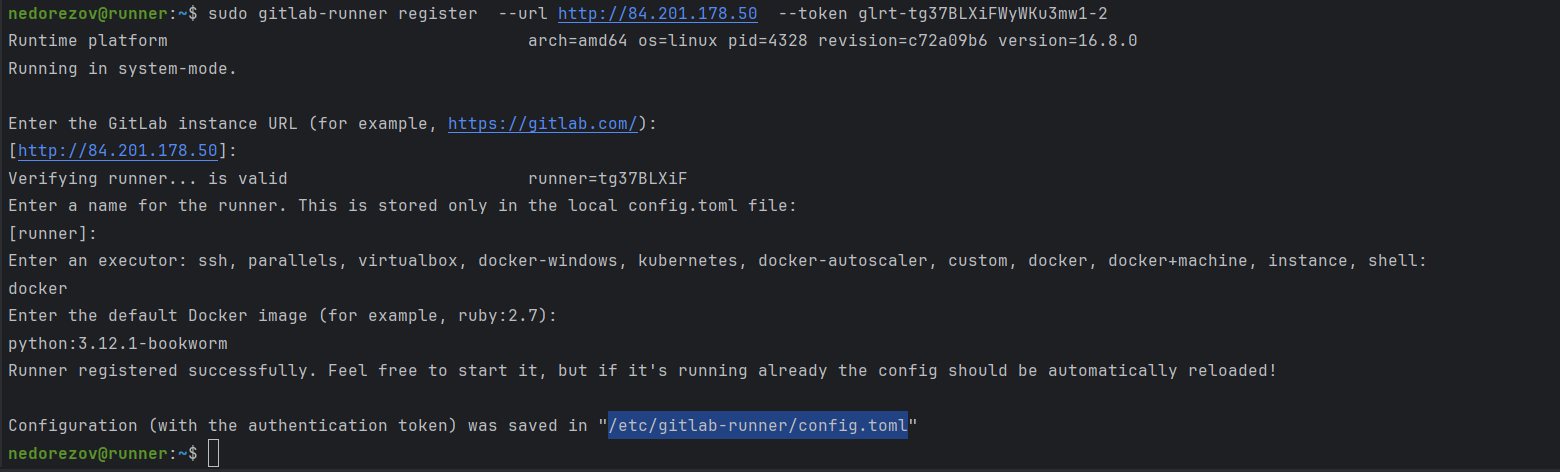 nedorezov@runner:~$ sudo gitlab-runner register  --url http://84.201.178.50  --token glrt-tg37BLXiFWyWKu3mw1-2
Runtime platform                                    arch=amd64 os=linux pid=4328 revision=c72a09b6 version=16.8.0
Running in system-mode.
Enter the GitLab instance URL (for example, https://gitlab.com/):
[http://84.201.178.50]:
Verifying runner... is valid                        runner=tg37BLXiF
Enter a name for the runner. This is stored only in the local config.toml file:
[runner]:
Enter an executor: ssh, parallels, virtualbox, docker-windows, kubernetes, docker-autoscaler, custom, docker, docker+machine, instance, shell:
docker
Enter the default Docker image (for example, ruby:2.7):
python:3.12.1-bookworm
Runner registered successfully. Feel free to start it, but if it's running already the config should be automatically reloaded!
Configuration (with the authentication token) was saved in "/etc/gitlab-runner/config.toml"
nedorezov@runner:~$